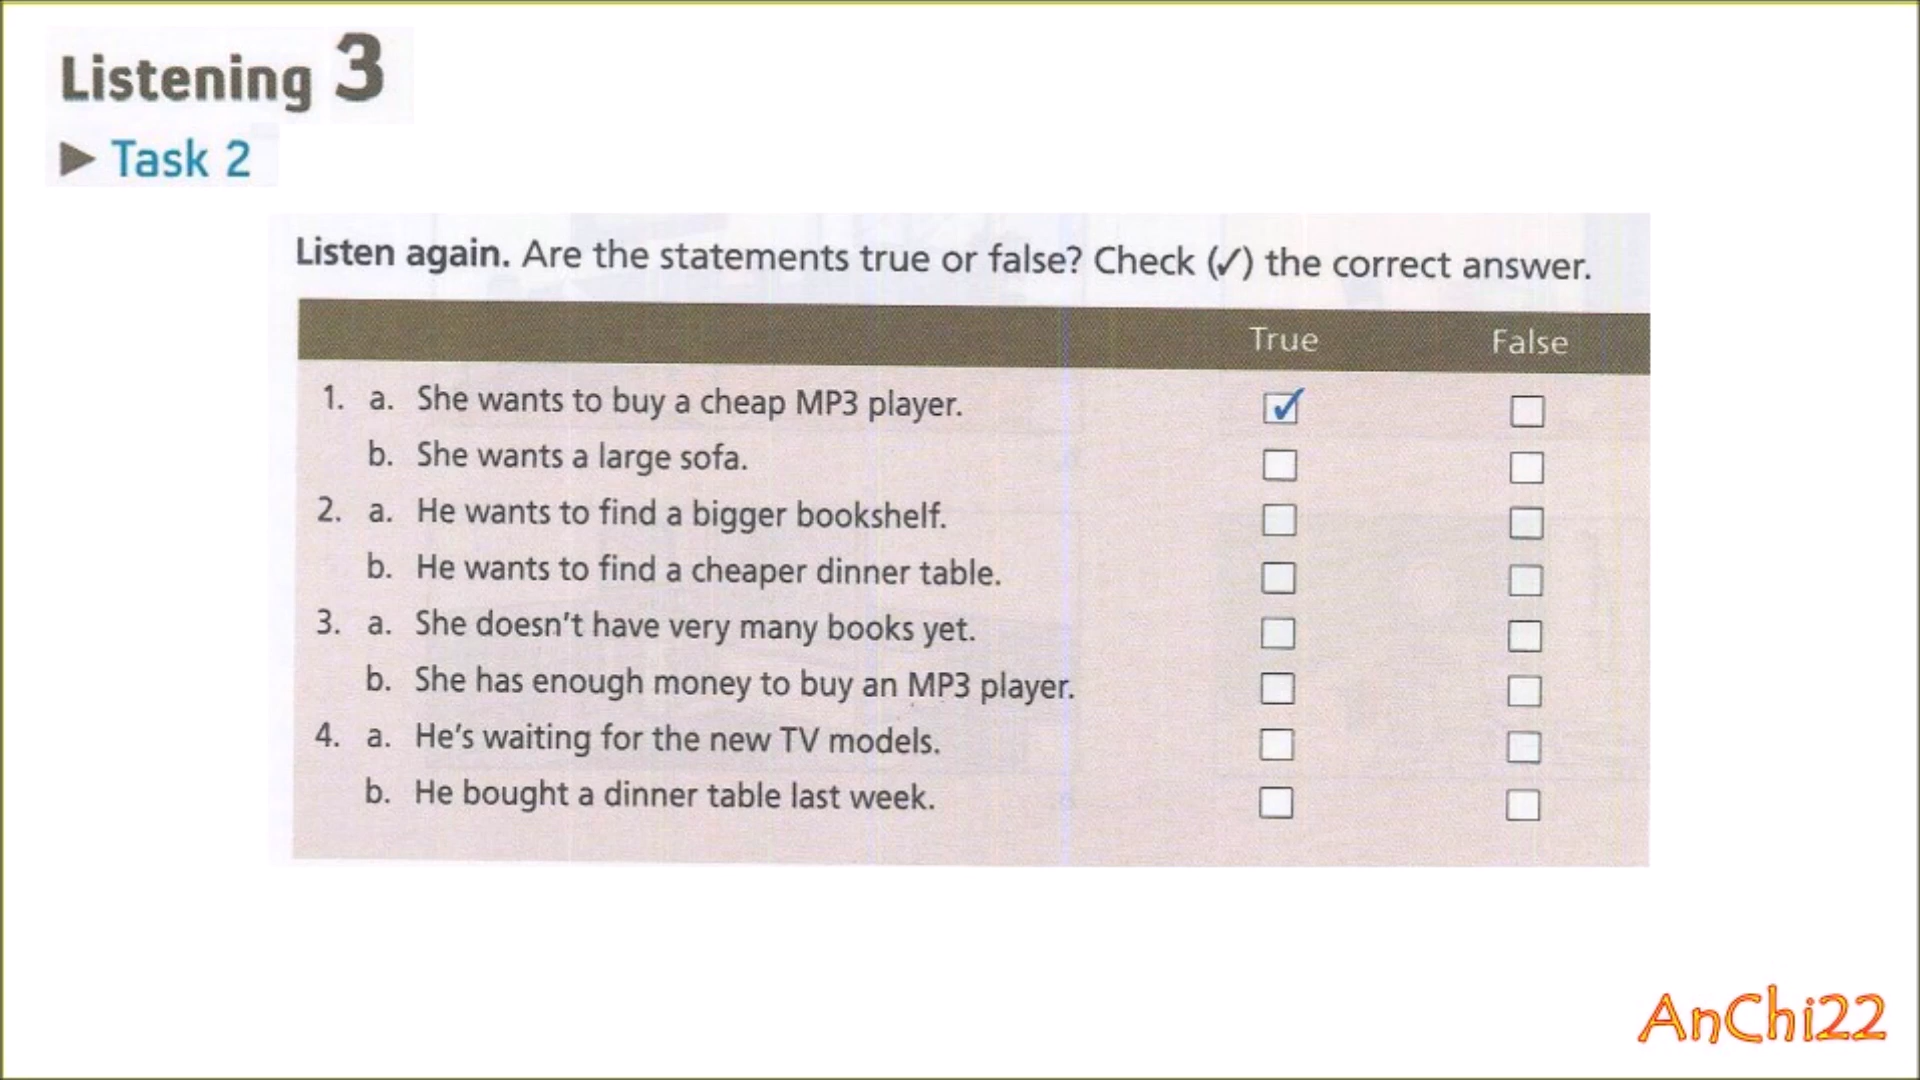 Listening 3
▶ Task 2
Listen again. Are the statements true or false? Check (✓) the correct answer.
True False
1. a. She wants to buy a cheap MP3 player. ✓
b. She wants a large sofa.
2. a. He wants to find a bigger bookshelf.
b. He wants to find a cheaper dinner table.
3. a. She doesn't have very many books yet.
b. She has enough money to buy an MP3 player.
4. a. He's waiting for the new TV models.
b. He bought a dinner table last week.
AnChi22